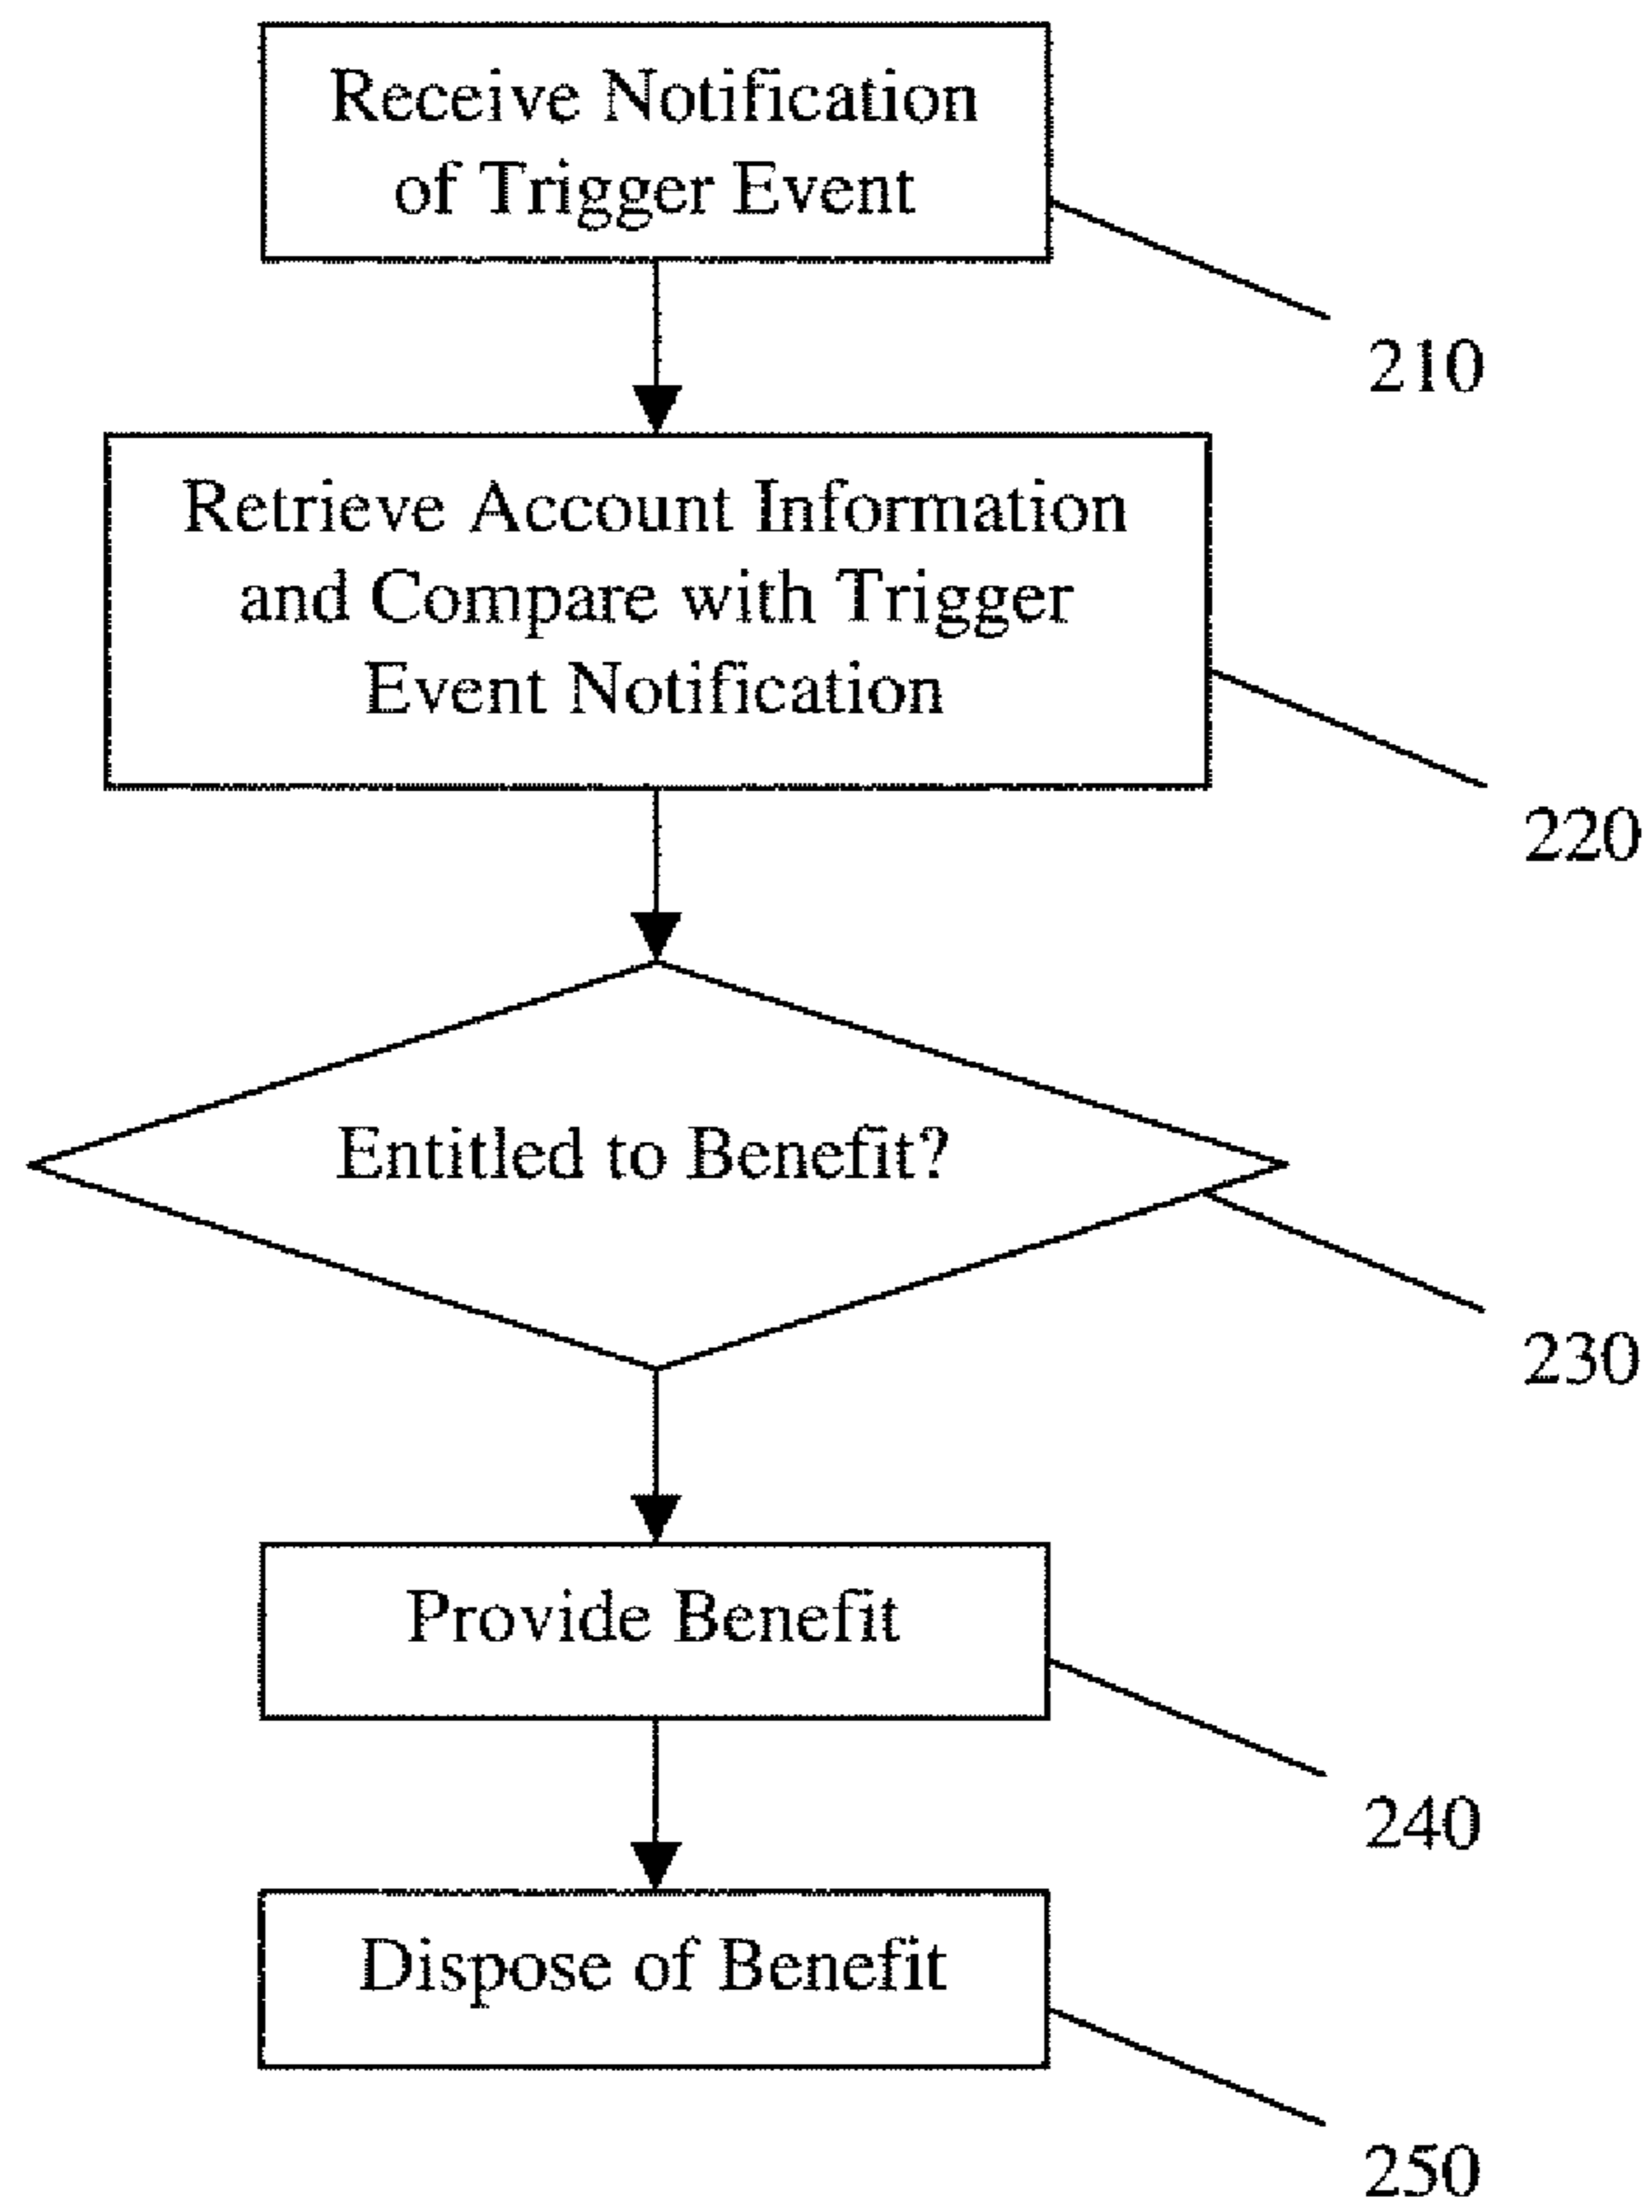 Receive Notification
of Trigger Event
210
Retrieve Account Information
and Compare with Trigger
Event Notification
220
Entitled to Benefit?
230
Provide Benefit
240
Dispose of Benefit
250